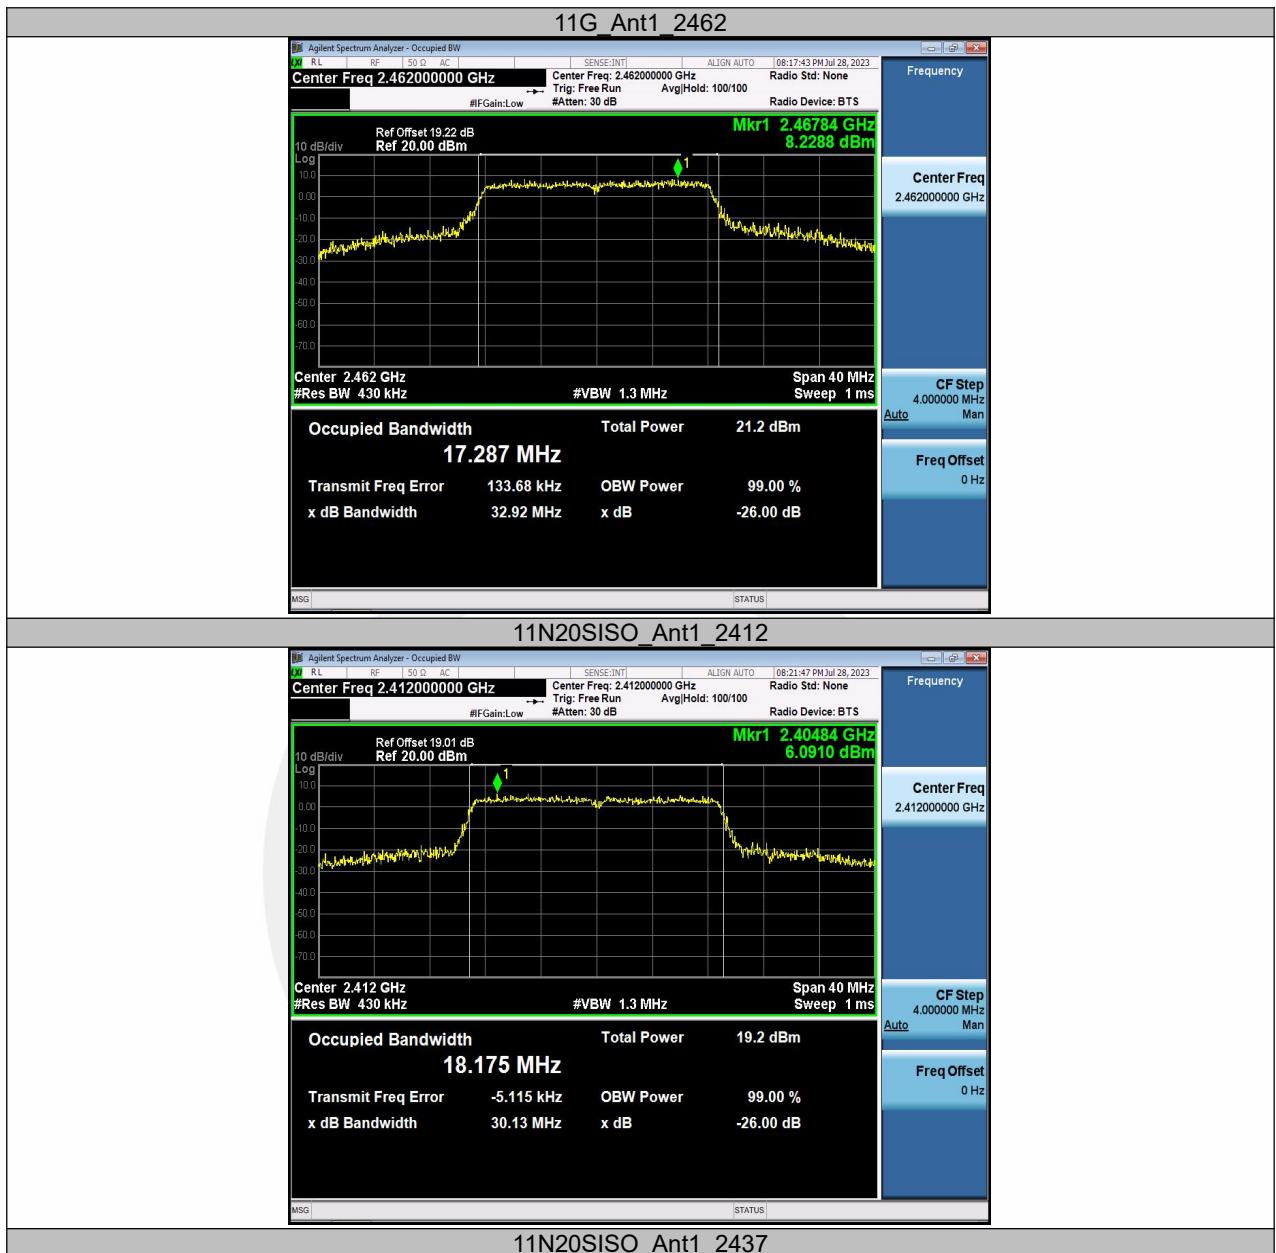 11G_Ant1_2462
Agilent Spectrum Analyzer - Occupied BW
LXI RL RF 50 Ω AC SENSE:INT ALIGN AUTO 08:17:43 PM Jul 28, 2023
Center Freq 2.462000000 GHz Center Freq: 2.462000000 GHz Radio Std: None Frequency
Trig: Free Run Avg|Hold: 100/100
#IFGain:Low #Atten: 30 dB Radio Device: BTS
Mkr1 2.46784 GHz
Ref Offset 19.22 dB
8.2288 dBm
10 dB/div Ref 20.00 dBm
Log
1
10.0
0.00
-10.0
-20.0
-30.0
-40.0
-50.0
-60.0
-70.0
Center Freq
2.462000000 GHz
Center 2.462 GHz Span 40 MHz
#Res BW 430 kHz #VBW 1.3 MHz Sweep 1 ms
CF Step
4.000000 MHz
Auto Man
Occupied Bandwidth Total Power 21.2 dBm
17.287 MHz
Freq Offset
0 Hz
Transmit Freq Error 133.68 kHz OBW Power 99.00 %
x dB Bandwidth 32.92 MHz x dB -26.00 dB
MSG STATUS
11N20SISO_Ant1_2412
Agilent Spectrum Analyzer - Occupied BW
LXI RL RF 50 Ω AC SENSE:INT ALIGN AUTO 08:21:47 PM Jul 28, 2023
Center Freq 2.412000000 GHz Center Freq: 2.412000000 GHz Radio Std: None Frequency
Trig: Free Run Avg|Hold: 100/100
#IFGain:Low #Atten: 30 dB Radio Device: BTS
Mkr1 2.40484 GHz
Ref Offset 19.01 dB
6.0910 dBm
10 dB/div Ref 20.00 dBm
Log
1
10.0
0.00
-10.0
-20.0
-30.0
-40.0
-50.0
-60.0
-70.0
Center Freq
2.412000000 GHz
Center 2.412 GHz Span 40 MHz
#Res BW 430 kHz #VBW 1.3 MHz Sweep 1 ms
CF Step
4.000000 MHz
Auto Man
Occupied Bandwidth Total Power 19.2 dBm
18.175 MHz
Freq Offset
0 Hz
Transmit Freq Error -5.115 kHz OBW Power 99.00 %
x dB Bandwidth 30.13 MHz x dB -26.00 dB
MSG STATUS
11N20SISO_Ant1_2437